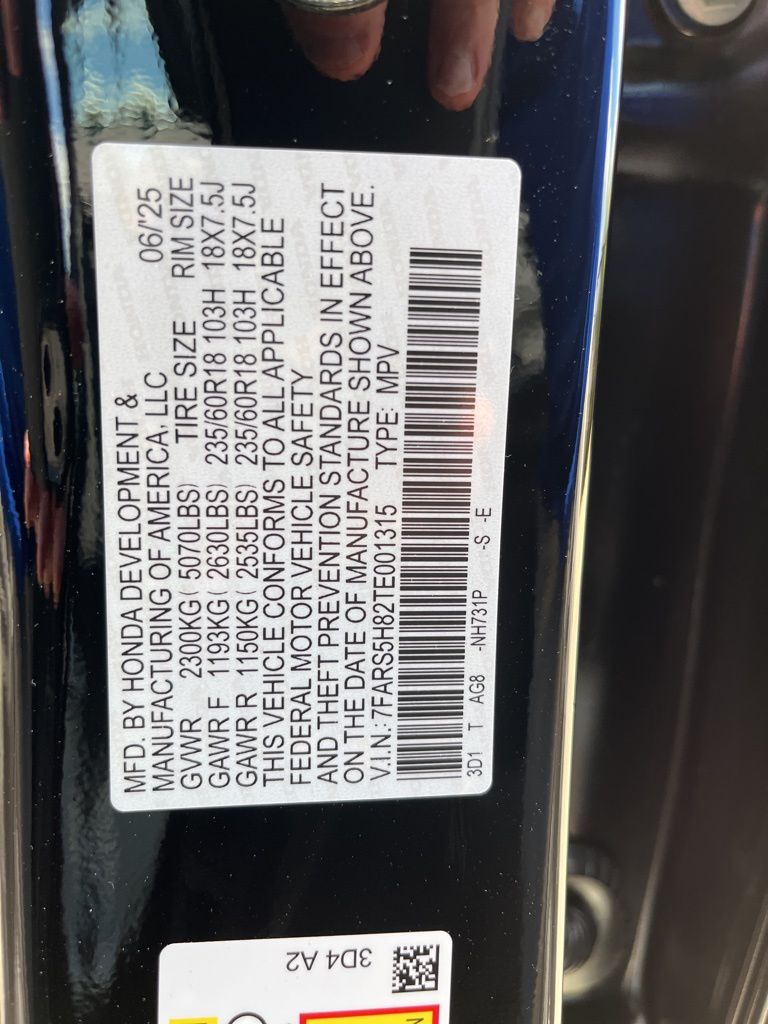 MFD. BY HONDA DEVELOPMENT &
MANUFACTURING OF AMERICA, LLC 06/'25
GVWR 2300KG( 5070LBS) TIRE SIZE RIM SIZE
GAWR F 1193KG( 2630LBS) 235/60R18 103H 18X7.5J
GAWR R 1150KG( 2535LBS) 235/60R18 103H 18X7.5J
THIS VEHICLE CONFORMS TO ALL APPLICABLE
FEDERAL MOTOR VEHICLE SAFETY
AND THEFT PREVENTION STANDARDS IN EFFECT
ON THE DATE OF MANUFACTURE SHOWN ABOVE.
V.I.N.: 7FARS5H82TE001315 TYPE: MPV
3D1 T AG8 -NH731P -S -E
3D4 A2